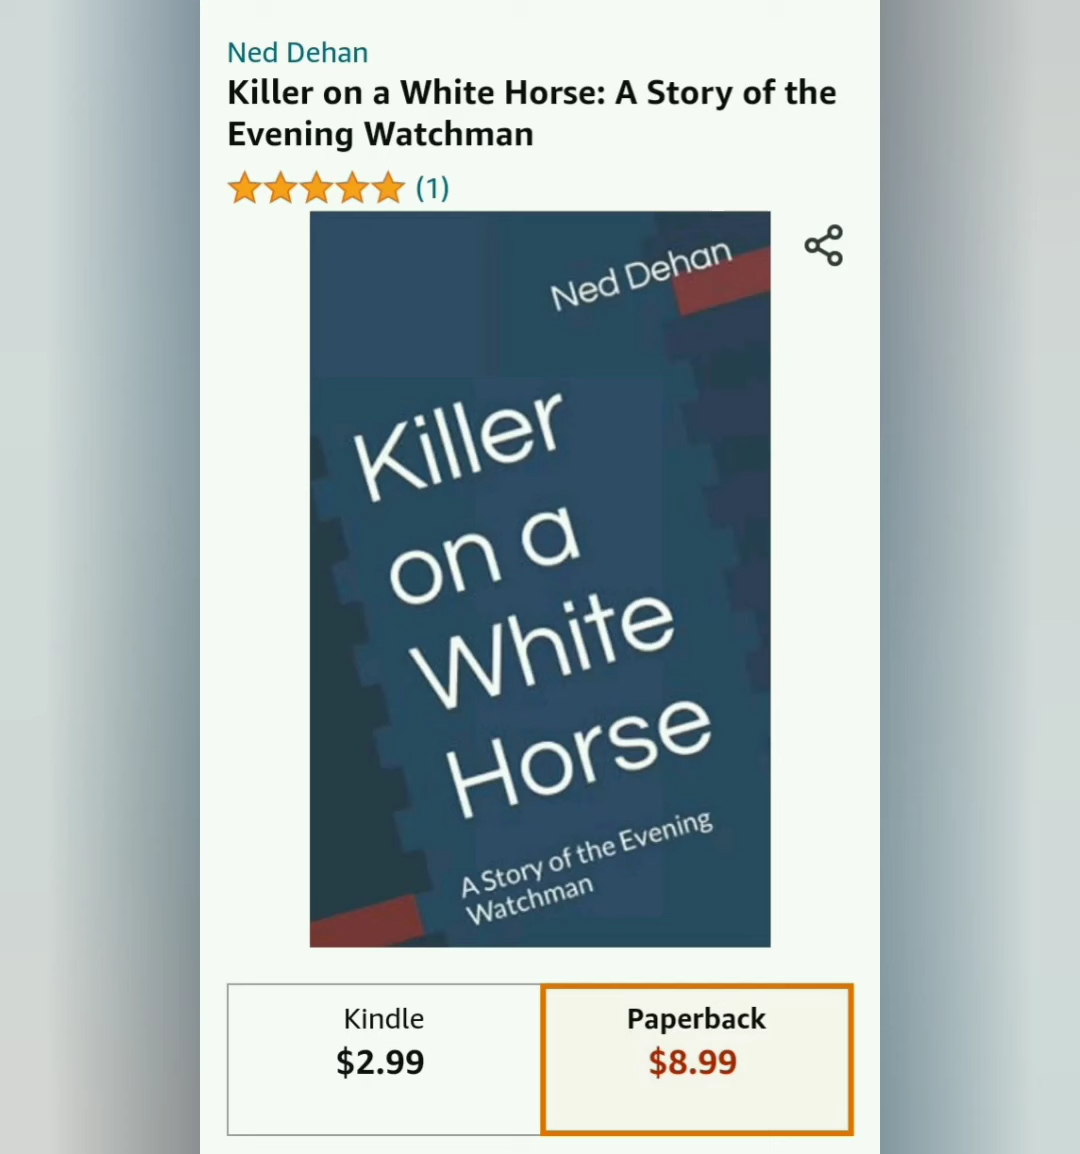 Ned Dehan
Killer on a White Horse: A Story of the
Evening Watchman
(1)
Ned Dehan
Killer
on a
White
Horse
A Story of the Evening
Watchman
Kindle
Paperback
$2.99
$8.99